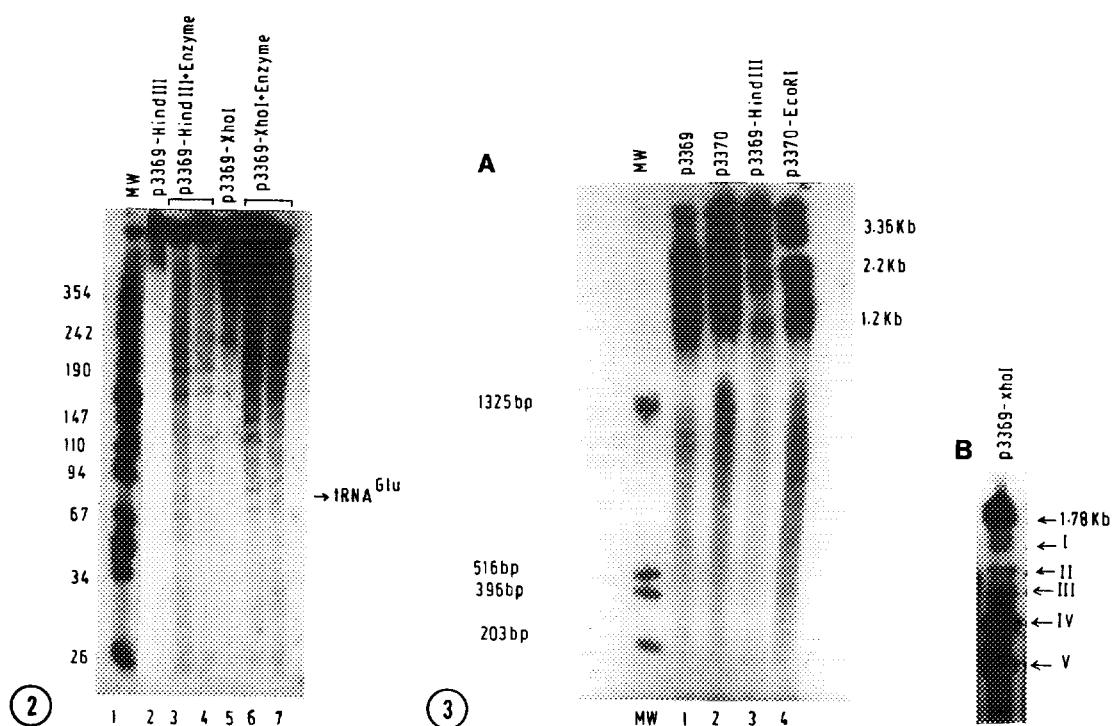 MW
p3369-HindIII
p3369-HindIII+Enzyme
p3369-XhoI
p3369-XhoI+Enzyme
354
242
190
147
110
94
67
34
26
→tRNA Glu
2
1 2 3 4 5 6 7
A
MW
p3369
p3370
p3369-HindIII
p3370-EcoRI
3.36Kb
2.2Kb
1.2Kb
1325bp
516bp
396bp
203bp
3
MW 1 2 3 4
B
p3369-xhoI
←1.78Kb
←I
←II
←III
←IV
←V